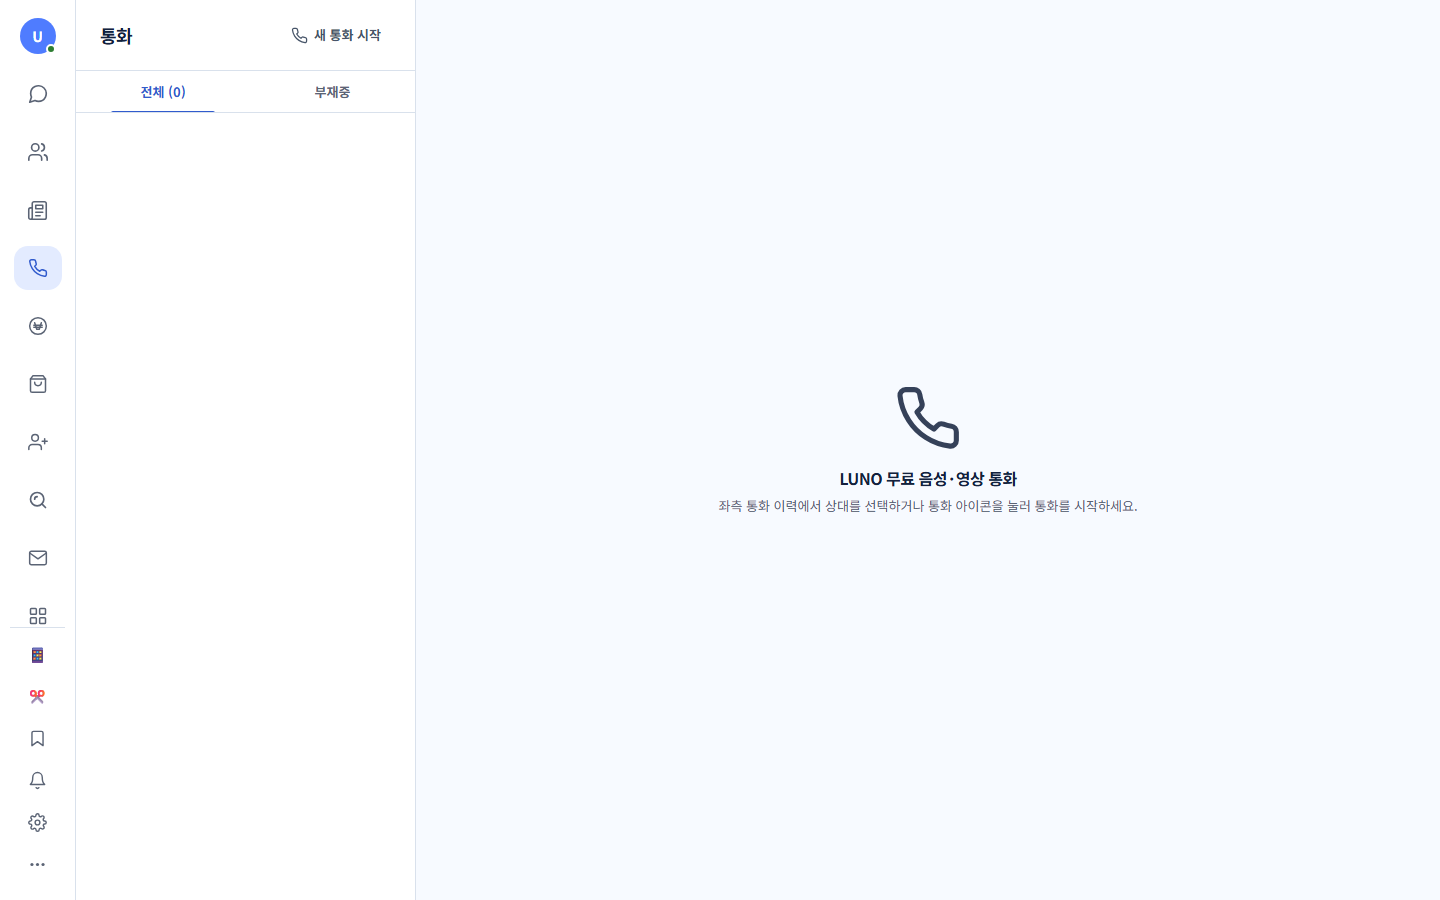 U
통화
새 통화 시작
전체 (0)
부재중
LUNO 무료 음성·영상 통화
좌측 통화 이력에서 상대를 선택하거나 통화 아이콘을 눌러 통화를 시작하세요.